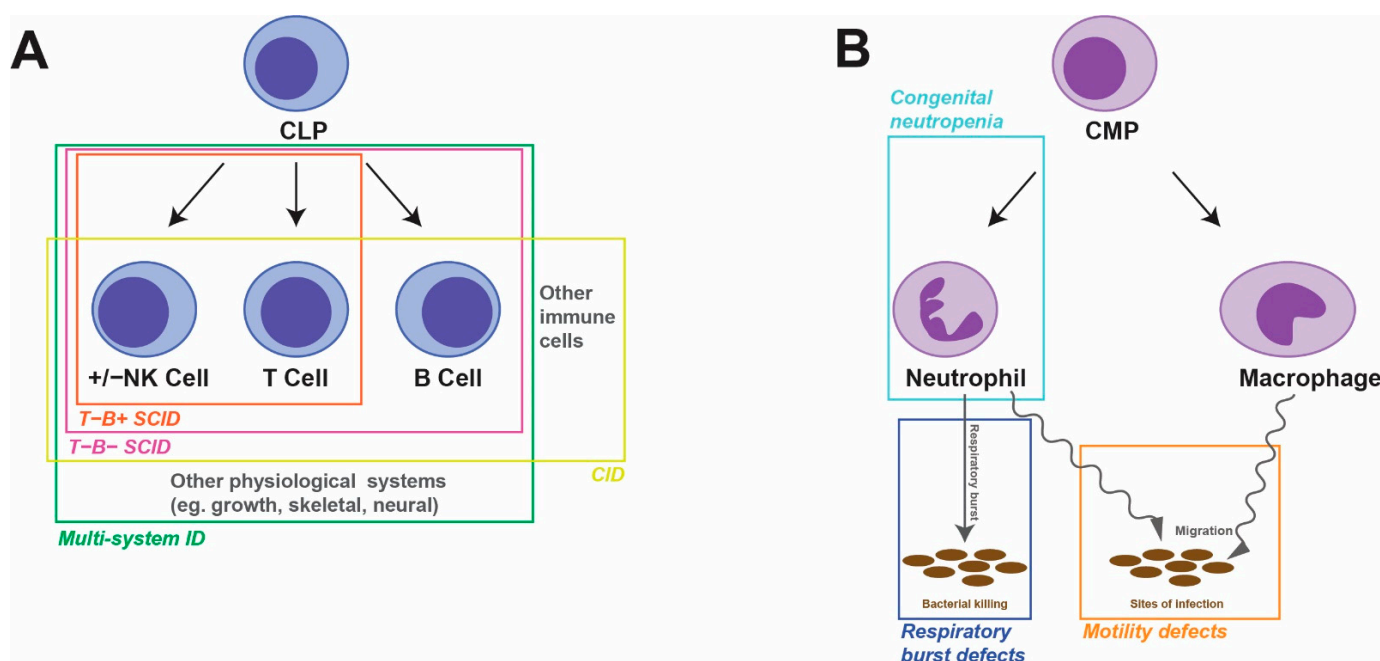 A
CLP
+/−NK Cell
T Cell
B Cell
Other
immune
cells
T−B+ SCID
T−B− SCID
CID
Other physiological systems
(eg. growth, skeletal, neural)
Multi-system ID
B
CMP
Congenital
neutropenia
Neutrophil
Macrophage
Respiratory burst
Migration
Bacterial killing
Sites of infection
Respiratory
burst defects
Motility defects